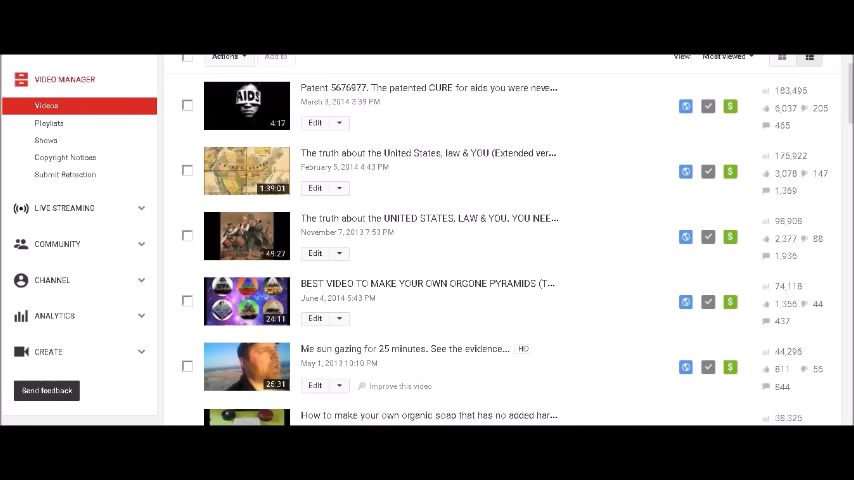 Actions
Add to
View:
Most viewed
VIDEO MANAGER
Videos
Playlists
Shows
Copyright Notices
Submit Retraction
LIVE STREAMING
COMMUNITY
CHANNEL
ANALYTICS
CREATE
Send feedback
AIDS
4:17
Patent 5676977. The patented CURE for aids you were neve...
March 3, 2014 3:39 PM
Edit
$
183,495
6,037 205
465
1:39:01
The truth about the United States, law & YOU (Extended ver...
February 5, 2014 4:43 PM
Edit
$
175,922
3,078 147
1,369
49:27
The truth about the UNITED STATES, LAW & YOU. YOU NEE...
November 7, 2013 7:53 PM
Edit
$
98,908
2,377 88
1,936
24:11
BEST VIDEO TO MAKE YOUR OWN ORGONE PYRAMIDS (T...
June 4, 2014 5:43 PM
Edit
$
74,118
1,356 44
437
26:31
Me sun gazing for 25 minutes. See the evidence... HD
May 1, 2013 10:10 PM
Edit
Improve this video
$
44,296
811 56
844
How to make your own organic soap that has no added har...
38,325